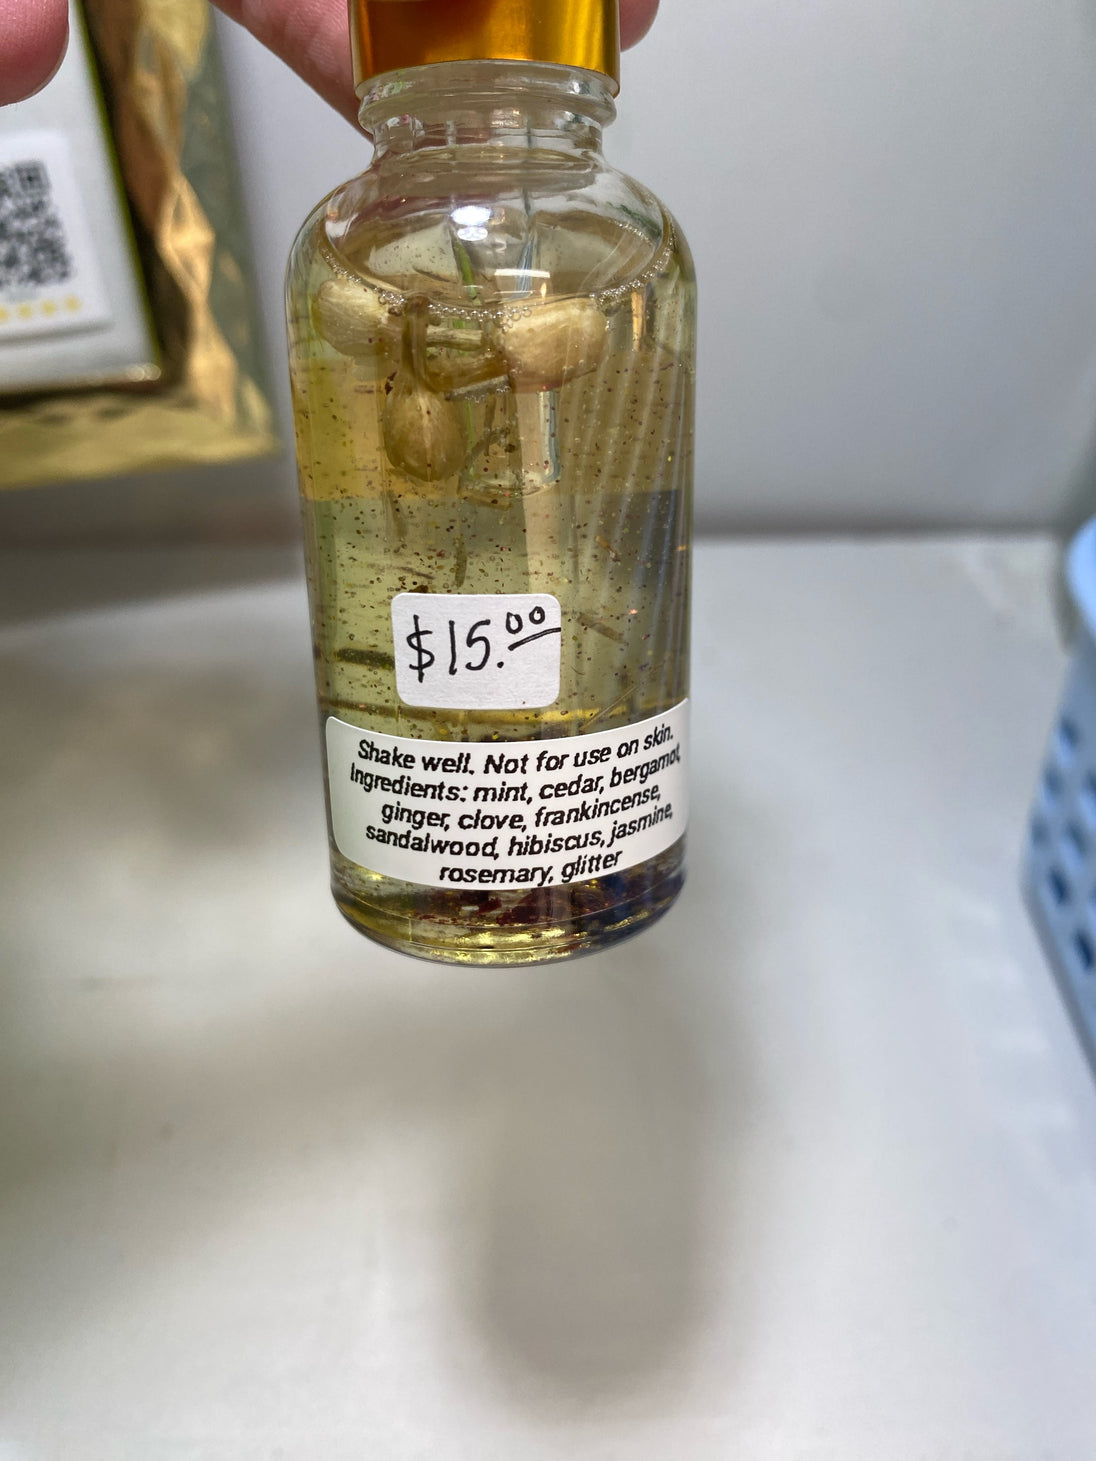 $15.00
Shake well. Not for use on skin.
Ingredients: mint, cedar, bergamot,
ginger, clove, frankincense,
sandalwood, hibiscus, jasmine,
rosemary, glitter